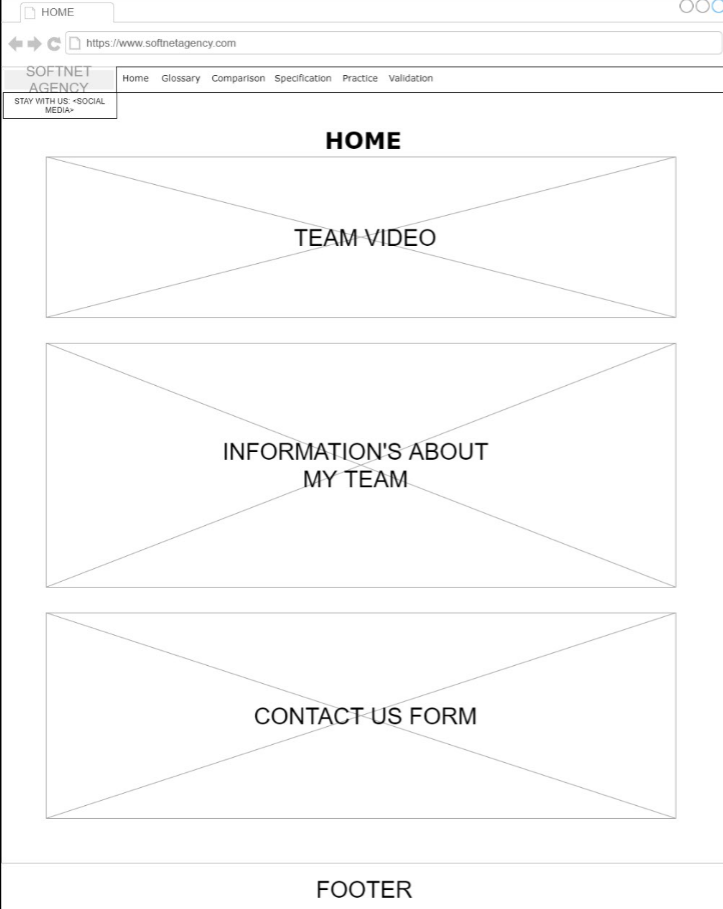 HOME
https://www.softnetagency.com
SOFTNET
AGENCY
Home Glossary Comparison Specification Practice Validation
STAY WITH US: <SOCIAL
MEDIA>
HOME
TEAM VIDEO
INFORMATION'S ABOUT
MY TEAM
CONTACT US FORM
FOOTER